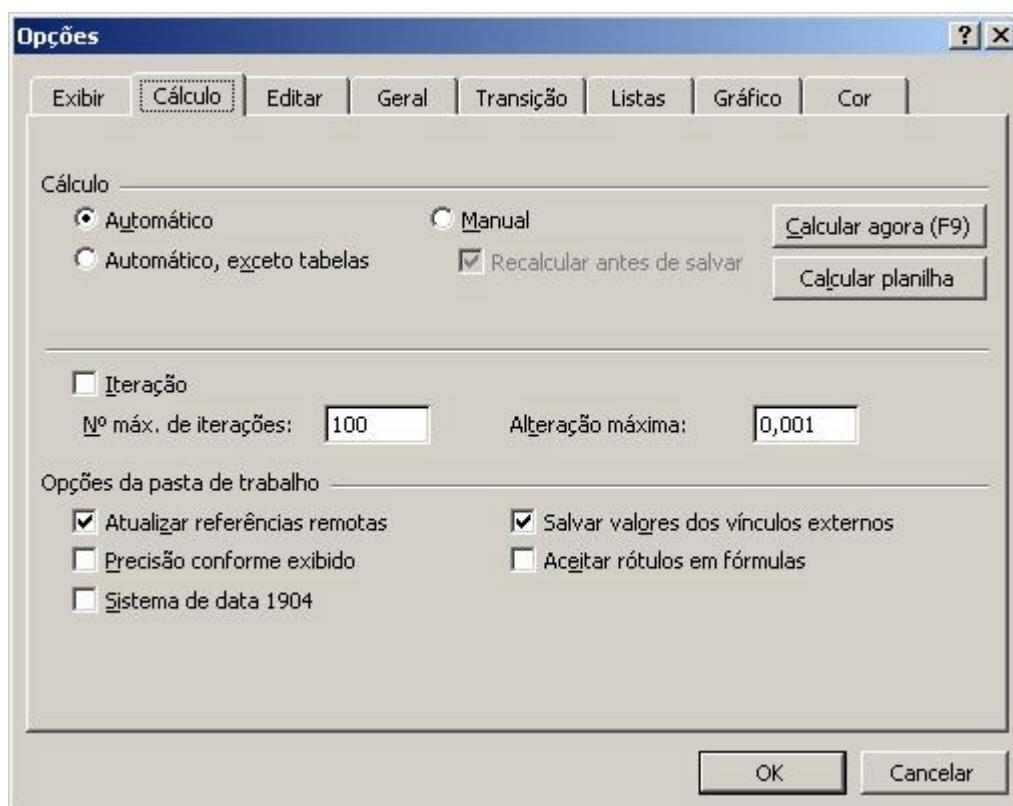 Opções
Exibir Cálculo Editar Geral Transição Listas Gráfico Cor
Cálculo
Automático Manual Calcular agora (F9)
Automático, exceto tabelas Recalcular antes de salvar Calcular planilha
Iteração
Nº máx. de iterações: 100 Alteração máxima: 0,001
Opções da pasta de trabalho
Atualizar referências remotas Salvar valores dos vínculos externos
Precisão conforme exibido Aceitar rótulos em fórmulas
Sistema de data 1904
OK Cancelar